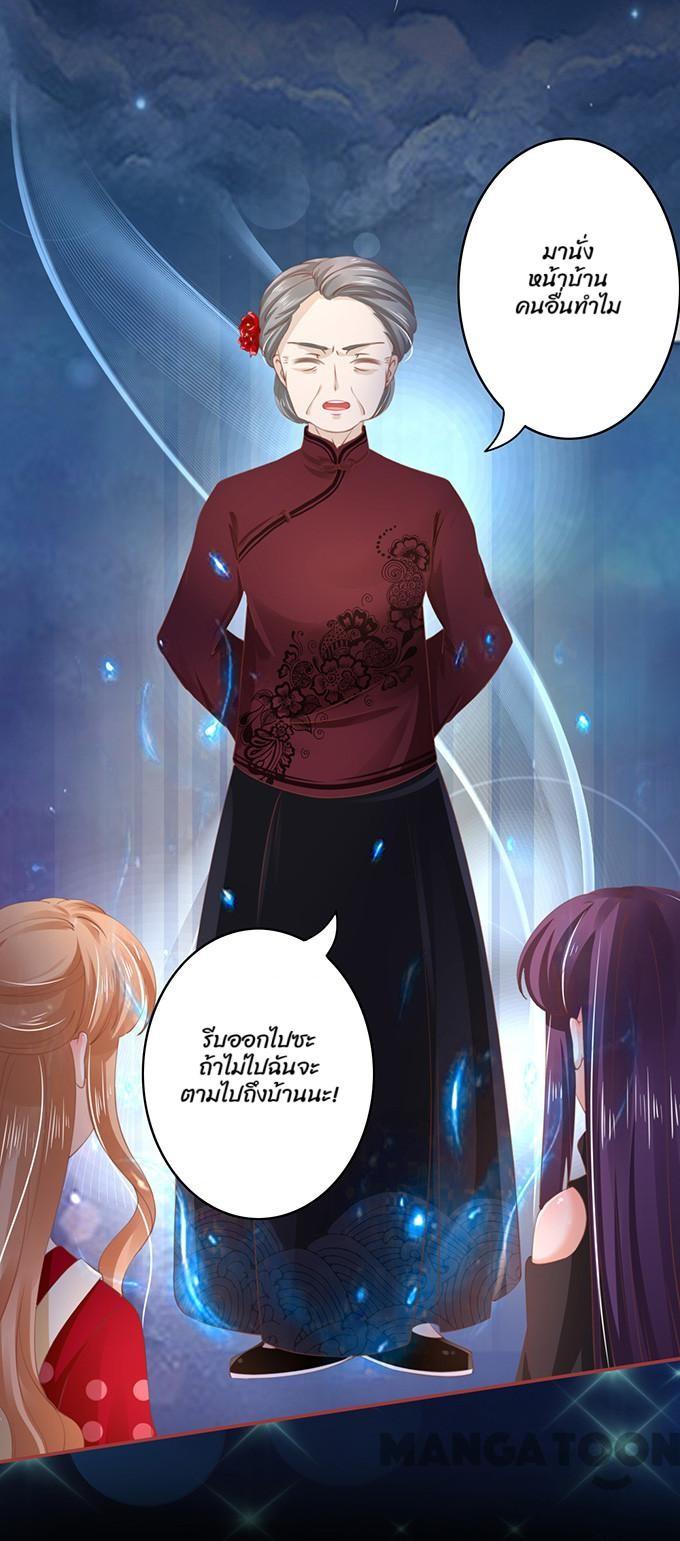 มานั่ง
หน้าบ้าน
คนอื่นทำไม
รีบออกไปซะ
ถ้าไม่ไปฉันจะ
ตามไปถึงบ้านนะ!
MANGA TOON